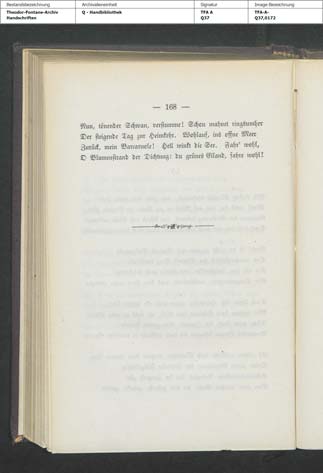 Bestandsbezeichnung Archivalieneinheit Signatur Image Bezeichnung
Theodor-Fontane-Archiv Q - Handbibliothek TFA A TFA-A-
Handschriften Q37 Q37,0172
— 168 —
Nun, tönender Schwan, verstumme! Schon mahnt ringsumher
Der steigende Tag zur Heimkehr. Wohlauf, ins offne Meer
Zurück, mein Barcaruole! Hell winkt die See. Fahr' wohl,
O Blumenstrand der Dichtung: du grünes Eiland, fahre wohl!